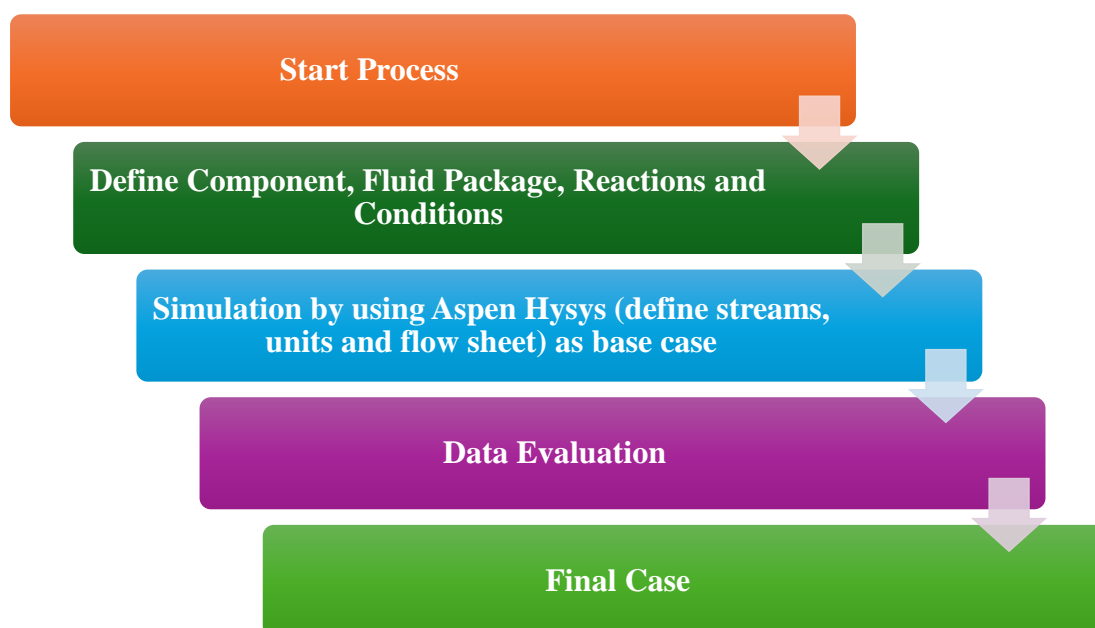 Start Process
Define Component, Fluid Package, Reactions and
Conditions
Simulation by using Aspen Hysys (define streams,
units and flow sheet) as base case
Data Evaluation
Final Case